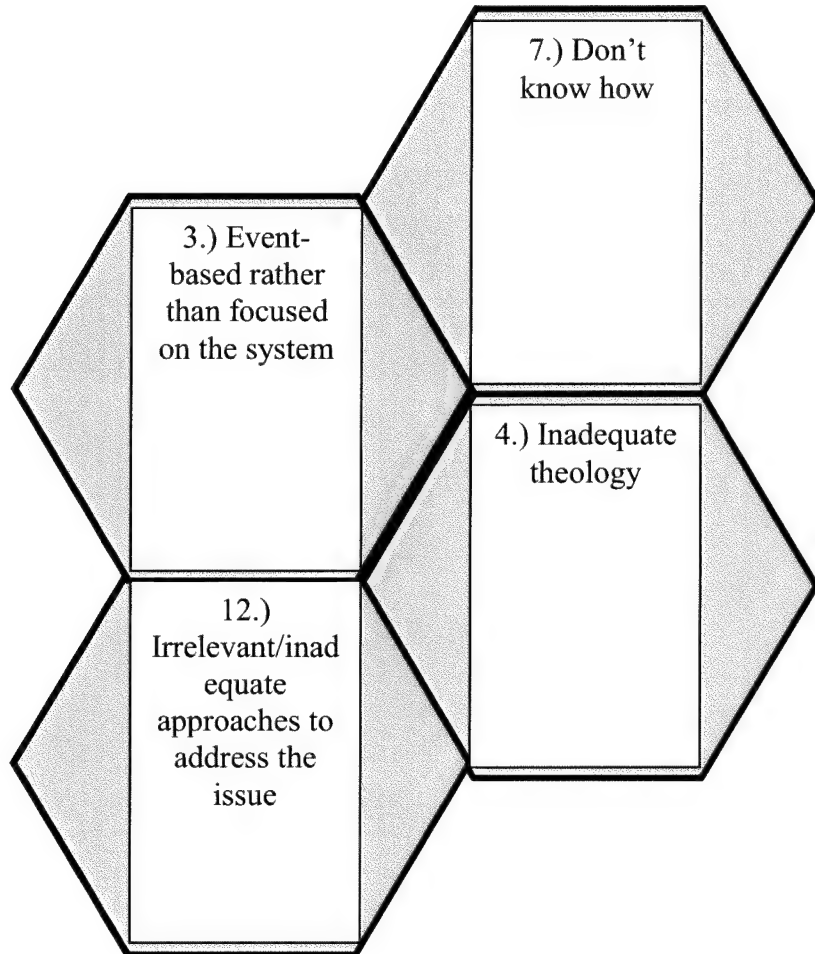 7.) Don't
know how
3.) Event-
based rather
than focused
on the system
4.) Inadequate
theology
12.)
Irrelevant/inad
equate
approaches to
address the
issue